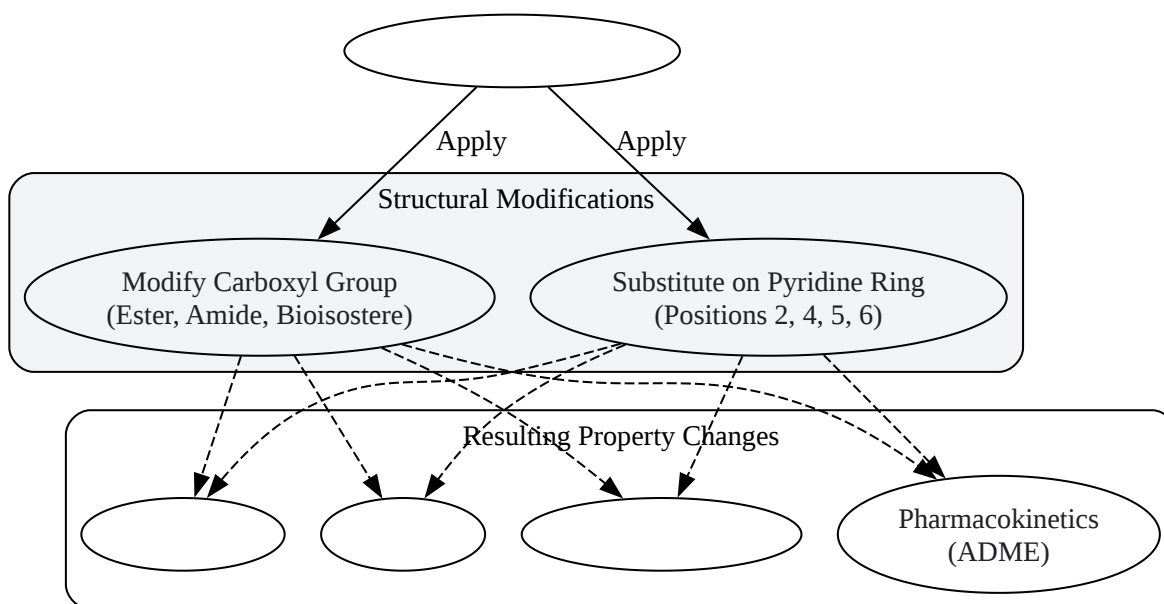 Apply
Apply
Structural Modifications
Modify Carboxyl Group
(Ester, Amide, Bioisostere)
Substitute on Pyridine Ring
(Positions 2, 4, 5, 6)
Resulting Property Changes
Pharmacokinetics
(ADME)